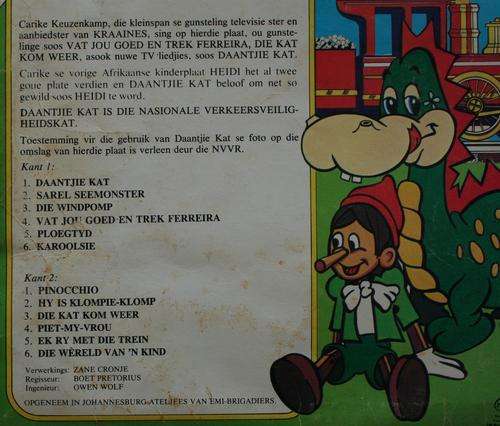 Carike Keuzenkamp, die kleinspan se gunsteling televisie ster en
aanbiedster van KRAAINES, sing op hierdie plaat, ou gunste-
linge soos VAT JOU GOED EN TREK FERREIRA, DIE KAT
KOM WEER, asook nuwe TV liedjies, soos DAANTJIE KAT.
Carike se vorige Afrikaanse kinderplaat HEIDI het al twee
goue plate verdien en DAANTJIE KAT beloof om net so
gewild soos HEIDI te word.
DAANTJIE KAT IS DIE NASIONALE VERKEERSVEILIG-
HEIDSKAT.
Toestemming vir die gebruik van Daantjie Kat se foto op die
omslag van hierdie plaat is verleen deur die NVVR.
Kant 1:
1. DAANTJIE KAT
2. SAREL SEEMONSTER
3. DIE WINDPOMP
4. VAT JOU GOED EN TREK FERREIRA
5. PLOEGTYD
6. KAROOLSIE
Kant 2:
1. PINOCCHIO
2. HY IS KLOMPIE-KLOMP
3. DIE KAT KOM WEER
4. PIET-MY-VROU
5. EK RY MET DIE TREIN
6. DIE WÊRELD VAN 'N KIND
Verwerkings: ZANE CRONJE
Regisseur: BOET PRETORIUS
Ingenieur: OWEN WOLF
OPGENEEM IN JOHANNESBURG-ATELJEES VAN EMI-BRIGADIERS.